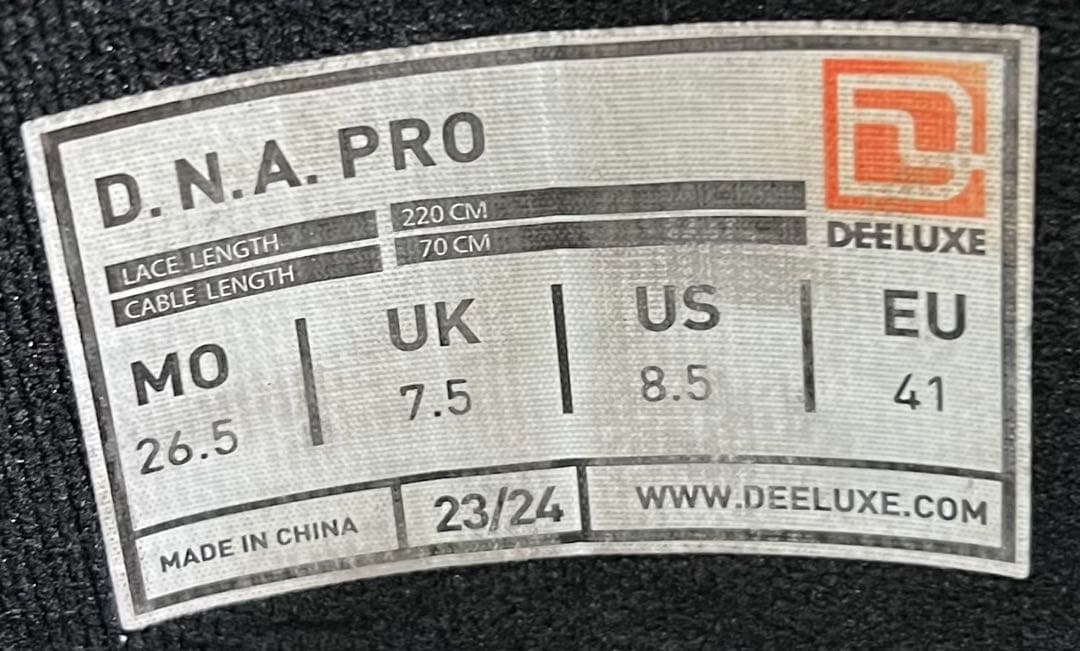 D.N.A. PRO
LACE LENGTH 220 CM
CABLE LENGTH 70 CM
DEELUXE
MO UK US EU
26.5 7.5 8.5 41
MADE IN CHINA 23/24 WWW.DEELUXE.COM